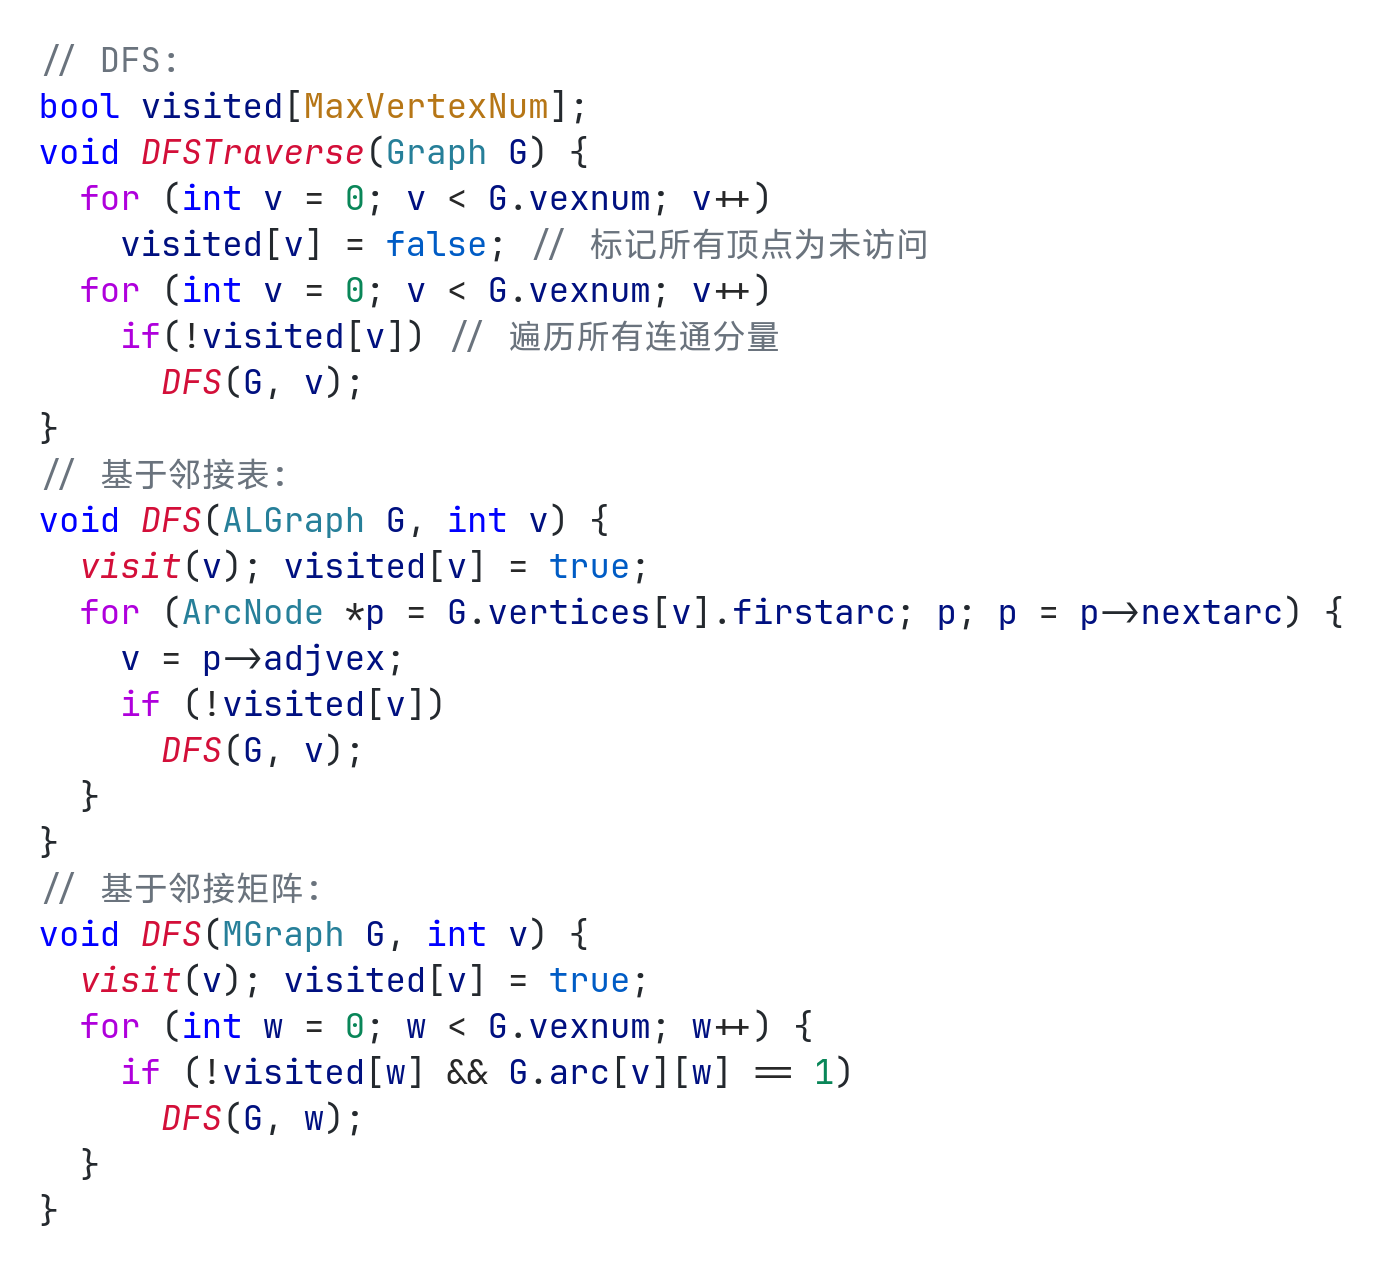 // DFS:
bool visited[MaxVertexNum];
void DFSTraverse(Graph G) {
  for (int v = 0; v < G.vexnum; v++)
    visited[v] = false; // 标记所有顶点为未访问
  for (int v = 0; v < G.vexnum; v++)
    if(!visited[v]) // 遍历所有连通分量
      DFS(G, v);
}
// 基于邻接表:
void DFS(ALGraph G, int v) {
  visit(v); visited[v] = true;
  for (ArcNode *p = G.vertices[v].firstarc; p; p = p->nextarc) {
    v = p->adjvex;
    if (!visited[v])
      DFS(G, v);
  }
}
// 基于邻接矩阵:
void DFS(MGraph G, int v) {
  visit(v); visited[v] = true;
  for (int w = 0; w < G.vexnum; w++) {
    if (!visited[w] && G.arc[v][w] == 1)
      DFS(G, w);
  }
}